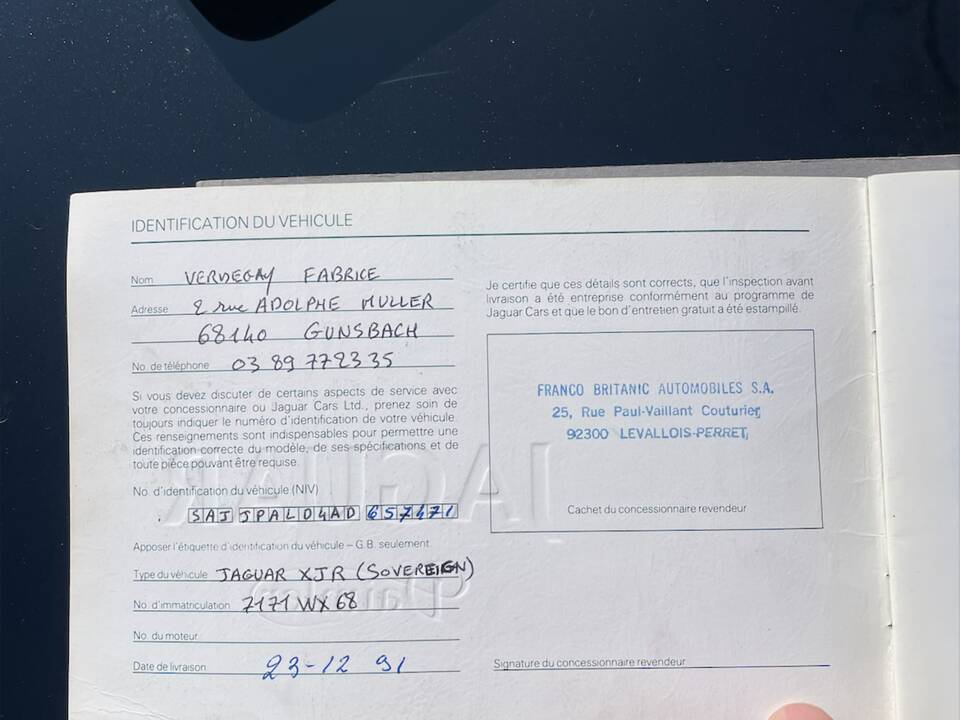 IDENTIFICATION DU VEHICULE
Nom VERDEGAY FABRICE
Adresse 2 rue ADOLPHE MULLER
68140 GUNSBACH
No. de téléphone 03 89 772335
Si vous devez discuter de certains aspects de service avec
votre concessionnaire ou Jaguar Cars Ltd., prenez soin de
toujours indiquer le numéro d'identification de votre véhicule.
Ces renseignements sont indispensables pour permettre une
identification correcte du modèle, de ses spécifications et de
toute pièce pouvant être requise.
No. d'identification du véhicule (NIV)
SAJ JPALD4AD 657471
Apposer l'étiquette d'identification du véhicule – G.B. seulement.
Type du véhicule JAGUAR XJR (SOVEREIGN)
No. d'immatriculation 7171 WX 68
No. du moteur
Date de livraison 23-12 91
Je certifie que ces détails sont corrects, que l'inspection avant
livraison a été entreprise conformément au programme de
Jaguar Cars et que le bon d'entretien gratuit a été estampillé.
FRANCO BRITANIC AUTOMOBILES S.A.
25, Rue Paul-Vaillant Couturier,
92300 LEVALLOIS-PERRET,
Cachet du concessionnaire revendeur
Signature du concessionnaire revendeur
JAGUAR